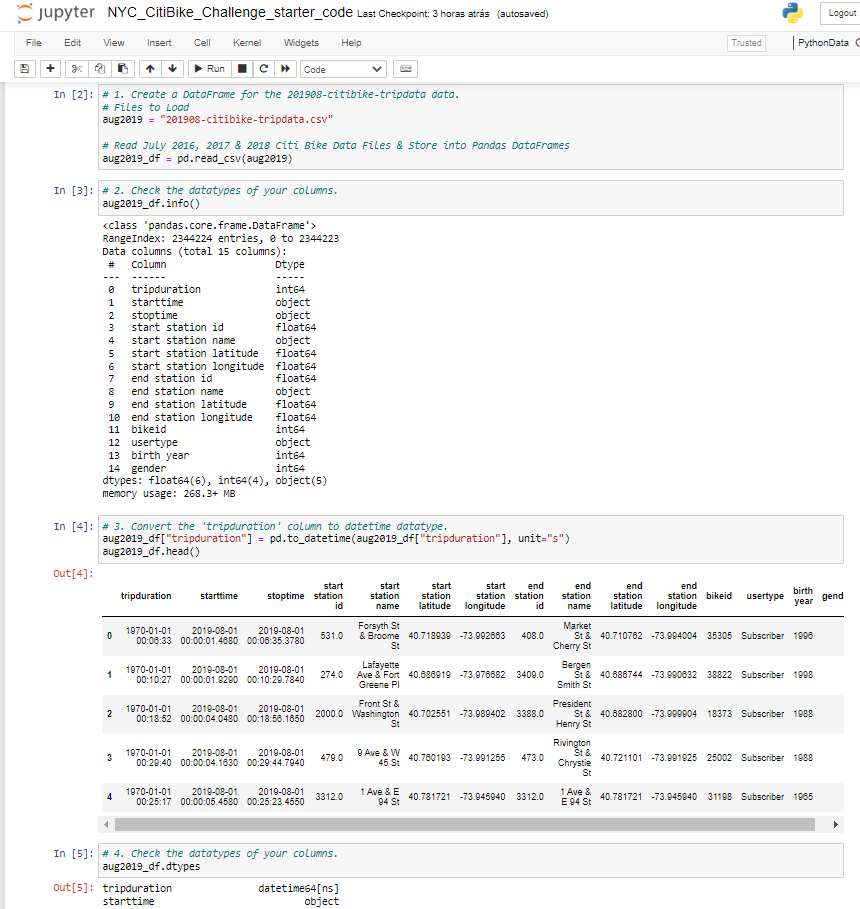 jupyter NYC_CitiBike_Challenge_starter_code Last Checkpoint: 3 horas atrás (autosaved)
Logout
File Edit View Insert Cell Kernel Widgets Help
Trusted
PythonData
Run
Code
In [2]: # 1. Create a DataFrame for the 201908-citibike-tripdata data.
# Files to Load
aug2019 = "201908-citibike-tripdata.csv"
# Read July 2016, 2017 & 2018 Citi Bike Data Files & Store into Pandas DataFrames
aug2019_df = pd.read_csv(aug2019)
In [3]: # 2. Check the datatypes of your columns.
aug2019_df.info()
<class 'pandas.core.frame.DataFrame'>
RangeIndex: 2344224 entries, 0 to 2344223
Data columns (total 15 columns):
# Column Dtype
--- ------ -----
0 tripduration int64
1 starttime object
2 stoptime object
3 start station id float64
4 start station name object
5 start station latitude float64
6 start station longitude float64
7 end station id float64
8 end station name object
9 end station latitude float64
10 end station longitude float64
11 bikeid int64
12 usertype object
13 birth year int64
14 gender int64
dtypes: float64(6), int64(4), object(5)
memory usage: 268.3+ MB
In [4]: # 3. Convert the 'tripduration' column to datetime datatype.
aug2019_df["tripduration"] = pd.to_datetime(aug2019_df["tripduration"], unit="s")
aug2019_df.head()
Out[4]:
tripduration starttime stoptime start station id start station name start station latitude start station longitude end station id end station name end station latitude end station longitude bikeid usertype birth year gend
0 1970-01-01 00:06:33 2019-08-01 00:00:01.4680 2019-08-01 00:06:35.3780 531.0 Forsyth St & Broome St 40.718939 -73.992663 408.0 Market St & Cherry St 40.710762 -73.994004 35305 Subscriber 1996
1 1970-01-01 00:10:27 2019-08-01 00:00:01.9290 2019-08-01 00:10:29.7840 274.0 Lafayette Ave & Fort Greene Pl 40.686919 -73.976682 3409.0 Bergen St & Smith St 40.686744 -73.990632 38822 Subscriber 1998
2 1970-01-01 00:18:52 2019-08-01 00:00:04.0480 2019-08-01 00:18:56.1650 2000.0 Front St & Washington St 40.702551 -73.989402 3388.0 President St & Henry St 40.682800 -73.999904 18373 Subscriber 1988
3 1970-01-01 00:29:40 2019-08-01 00:00:04.1630 2019-08-01 00:29:44.7940 479.0 9 Ave & W 45 St 40.760193 -73.991255 473.0 Rivington St & Chrystie St 40.721101 -73.991925 25002 Subscriber 1988
4 1970-01-01 00:25:17 2019-08-01 00:00:05.4580 2019-08-01 00:25:23.4550 3312.0 1 Ave & E 94 St 40.781721 -73.945940 3312.0 1 Ave & E 94 St 40.781721 -73.945940 31198 Subscriber 1965
In [5]: # 4. Check the datatypes of your columns.
aug2019_df.dtypes
Out[5]: tripduration datetime64[ns]
starttime object